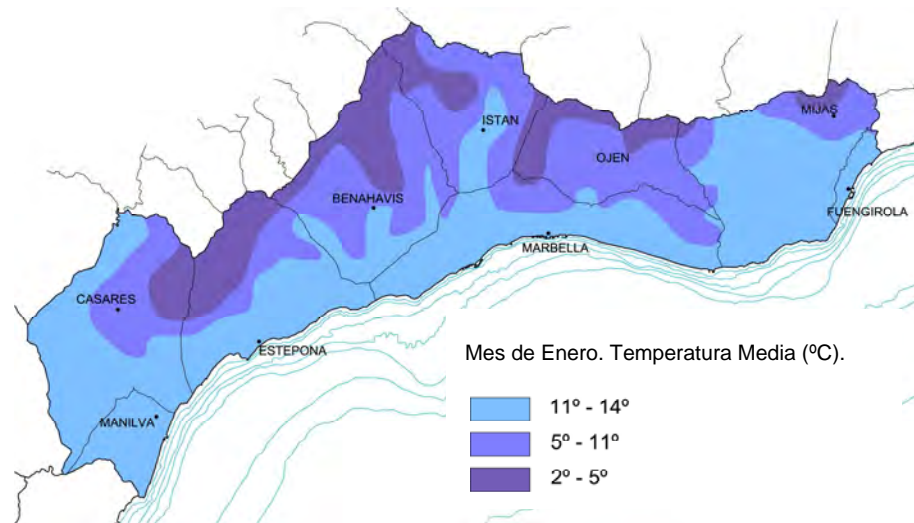 ISTAN
MIJAS
OJEN
BENAHAVIS
FUENGIROLA
MARBELLA
CASARES
ESTEPONA
MANILVA
Mes de Enero. Temperatura Media (ºC).
11º - 14º
5º - 11º
2º - 5º